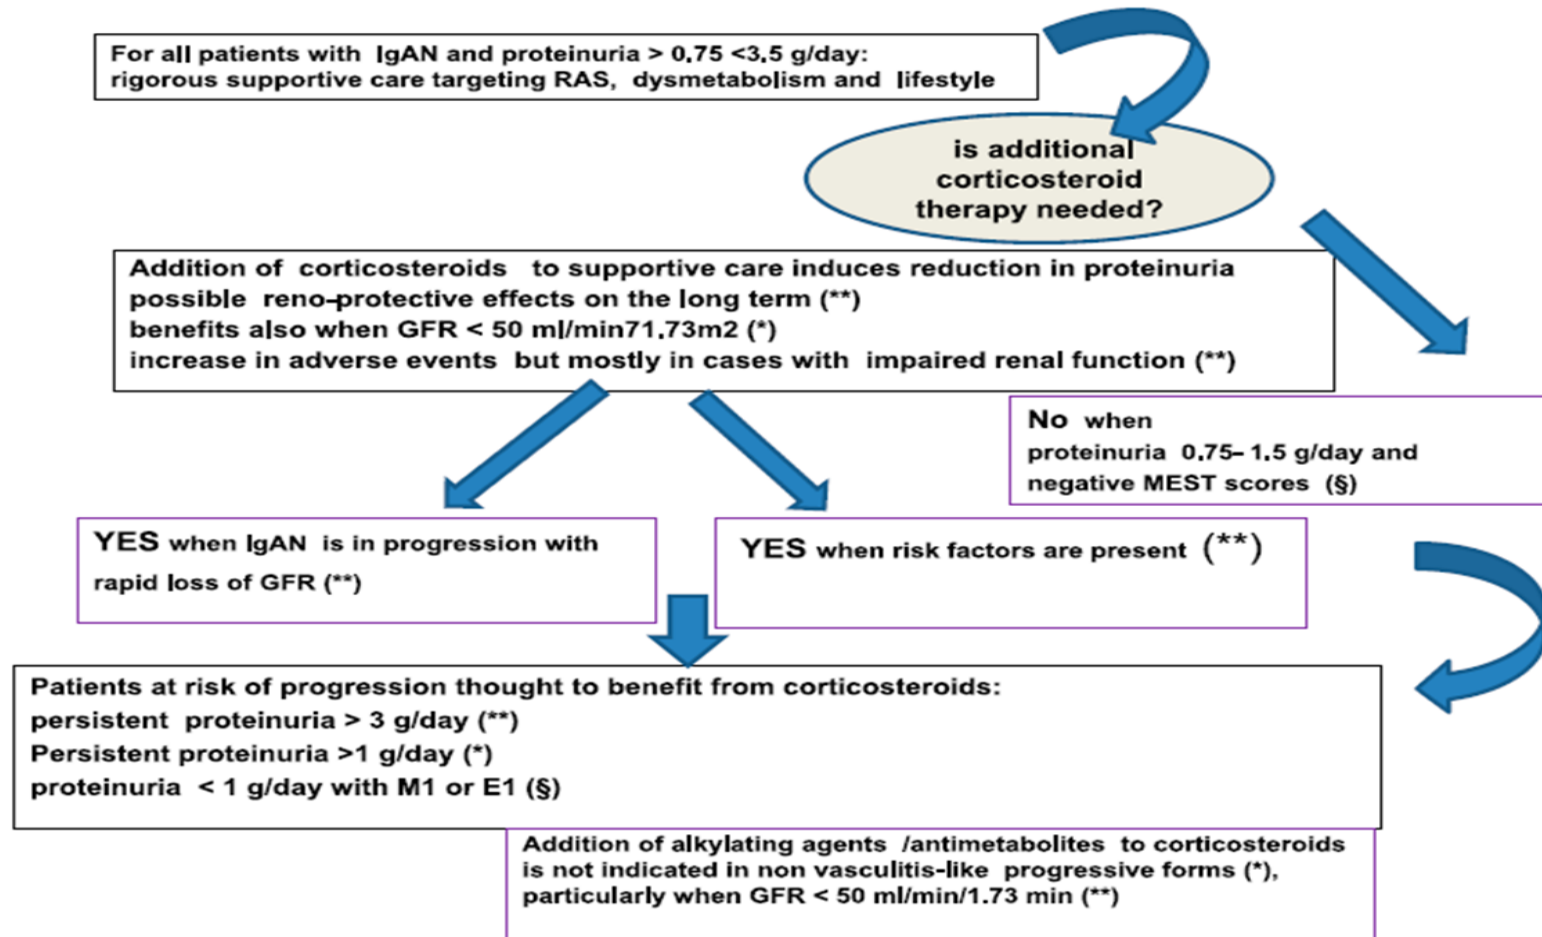 For all patients with IgAN and proteinuria > 0.75 <3.5 g/day:
rigorous supportive care targeting RAS, dysmetabolism and lifestyle
is additional
corticosteroid
therapy needed?
Addition of corticosteroids to supportive care induces reduction in proteinuria
possible reno-protective effects on the long term (**)
benefits also when GFR < 50 ml/min71.73m2 (*)
increase in adverse events but mostly in cases with impaired renal function (**)
No when
proteinuria 0.75- 1.5 g/day and
negative MEST scores (§)
YES when IgAN is in progression with
rapid loss of GFR (**)
YES when risk factors are present (**)
Patients at risk of progression thought to benefit from corticosteroids:
persistent proteinuria > 3 g/day (**)
Persistent proteinuria >1 g/day (*)
proteinuria < 1 g/day with M1 or E1 (§)
Addition of alkylating agents /antimetabolites to corticosteroids
is not indicated in non vasculitis-like progressive forms (*),
particularly when GFR < 50 ml/min/1.73 min (**)